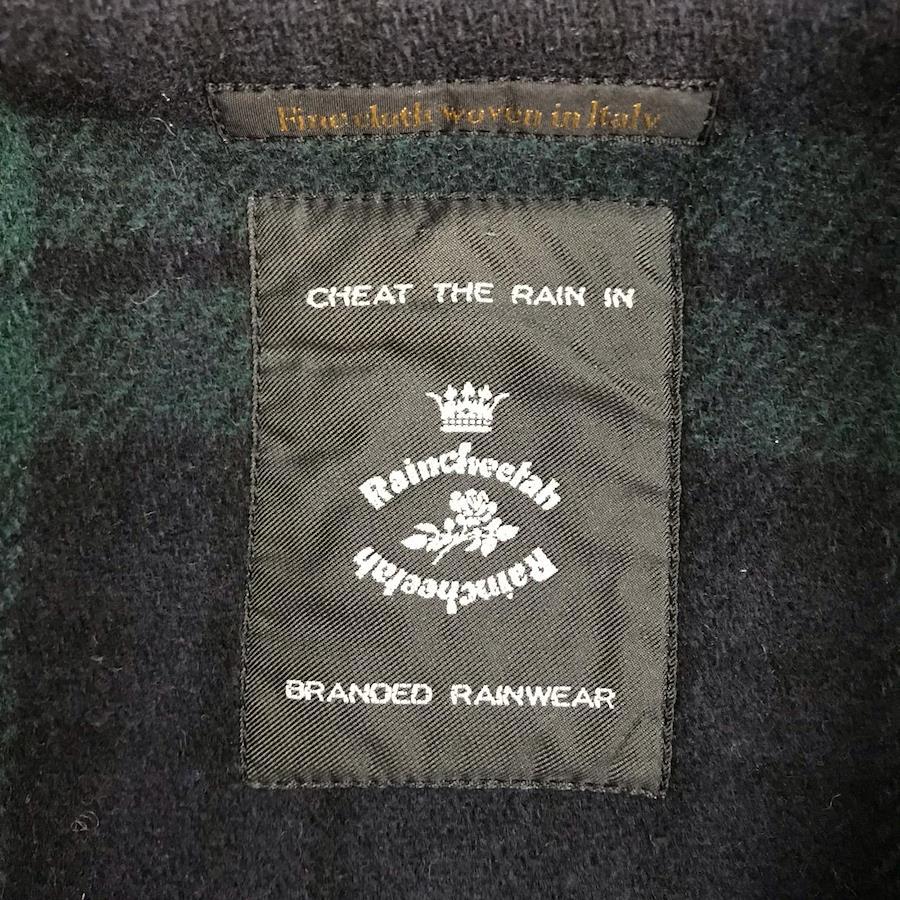 Fine cloth woven in Italy
CHEAT THE RAIN IN
Raincheetah
Raincheetah
BRANDED RAINWEAR